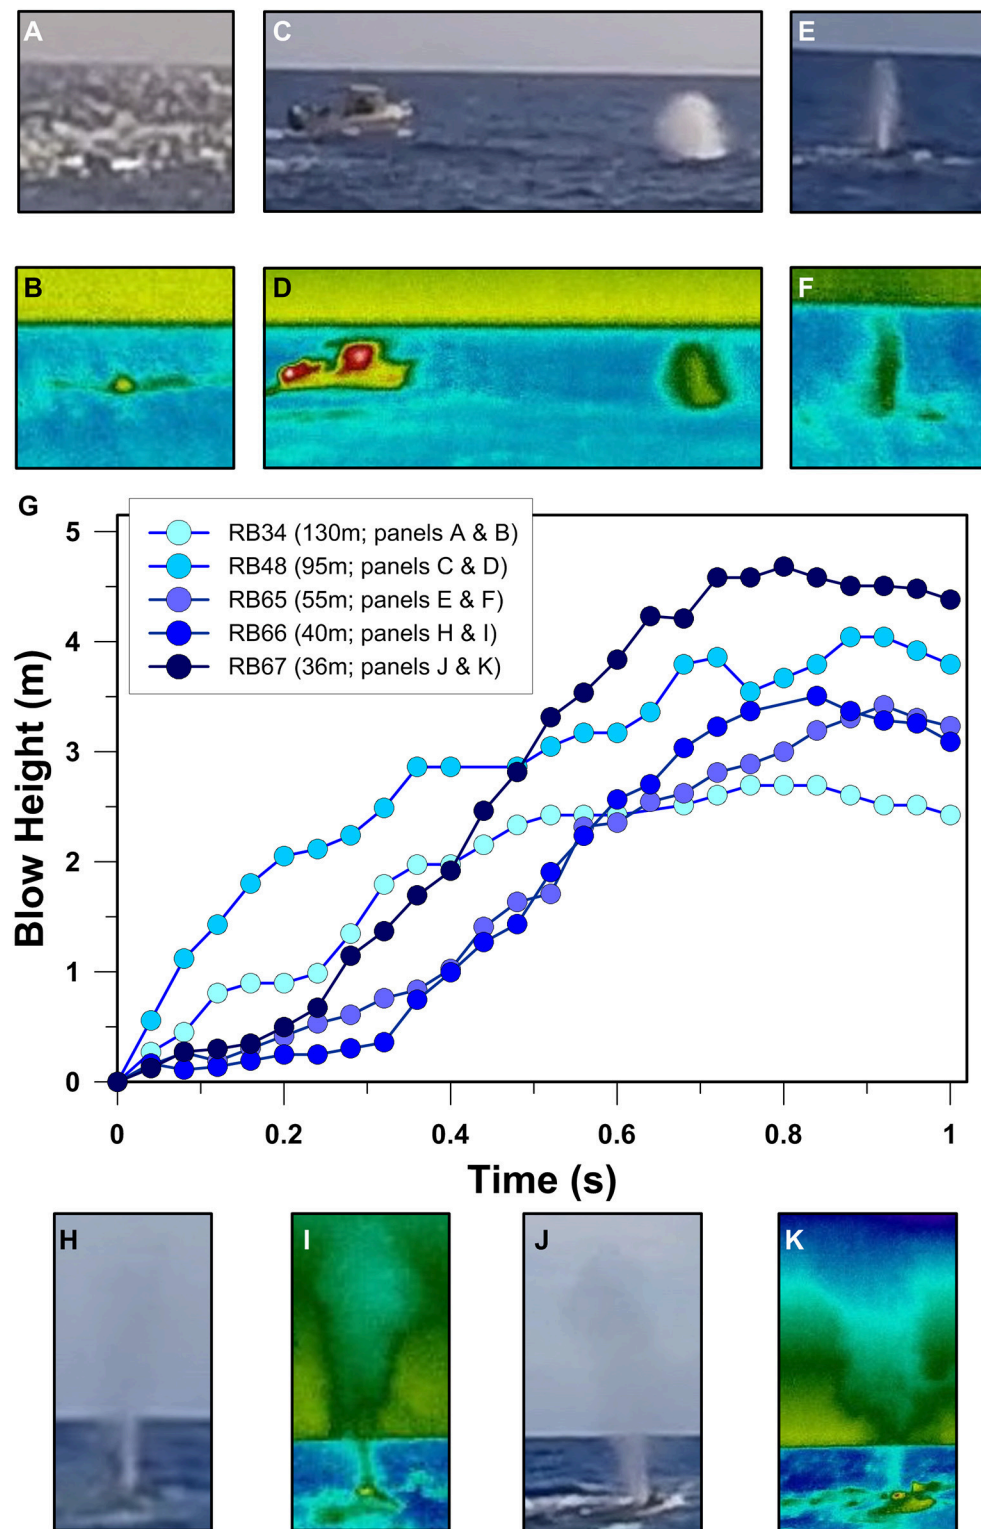 A
C
E
B
D
F
G
RB34 (130m; panels A & B)
RB48 (95m; panels C & D)
RB65 (55m; panels E & F)
RB66 (40m; panels H & I)
RB67 (36m; panels J & K)
Blow Height (m)
5
4
3
2
1
0
0 0.2 0.4 0.6 0.8 1
Time (s)
H
I
J
K